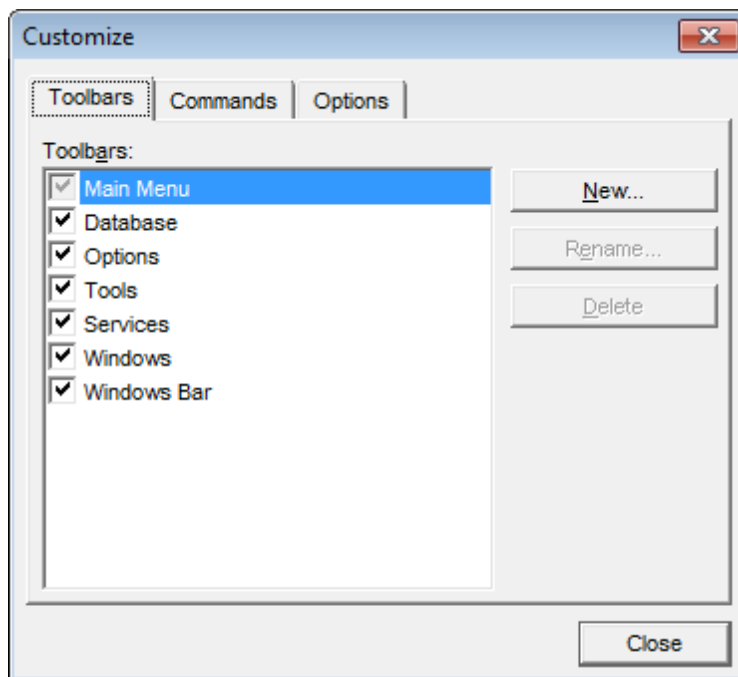 Customize
Toolbars Commands Options
Toolbars:
Main Menu
Database
Options
Tools
Services
Windows
Windows Bar
New...
Rename...
Delete
Close